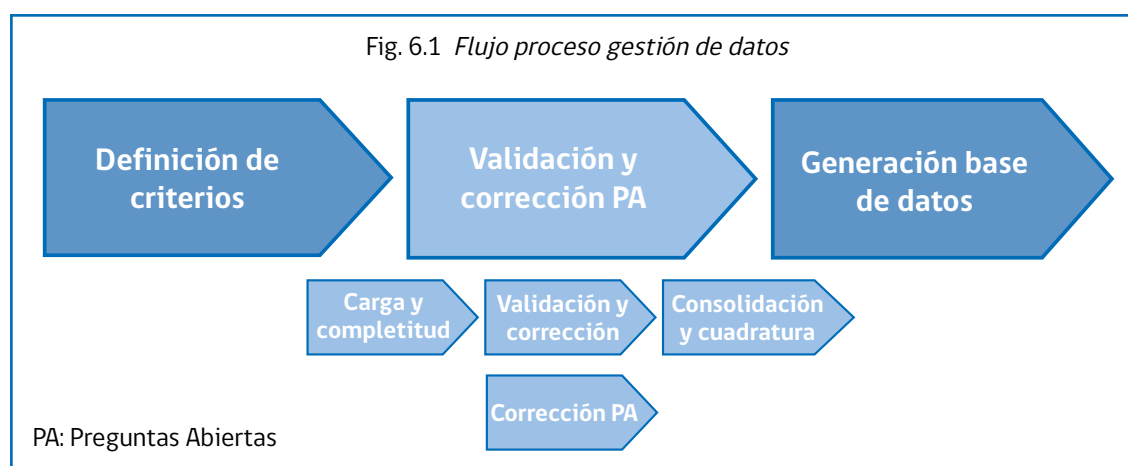 Fig. 6.1 Flujo proceso gestión de datos
Definición de
criterios
Validación y
corrección PA
Generación base
de datos
Carga y
completitud
Validación y
corrección
Consolidación
y cuadratura
Corrección PA
PA: Preguntas Abiertas